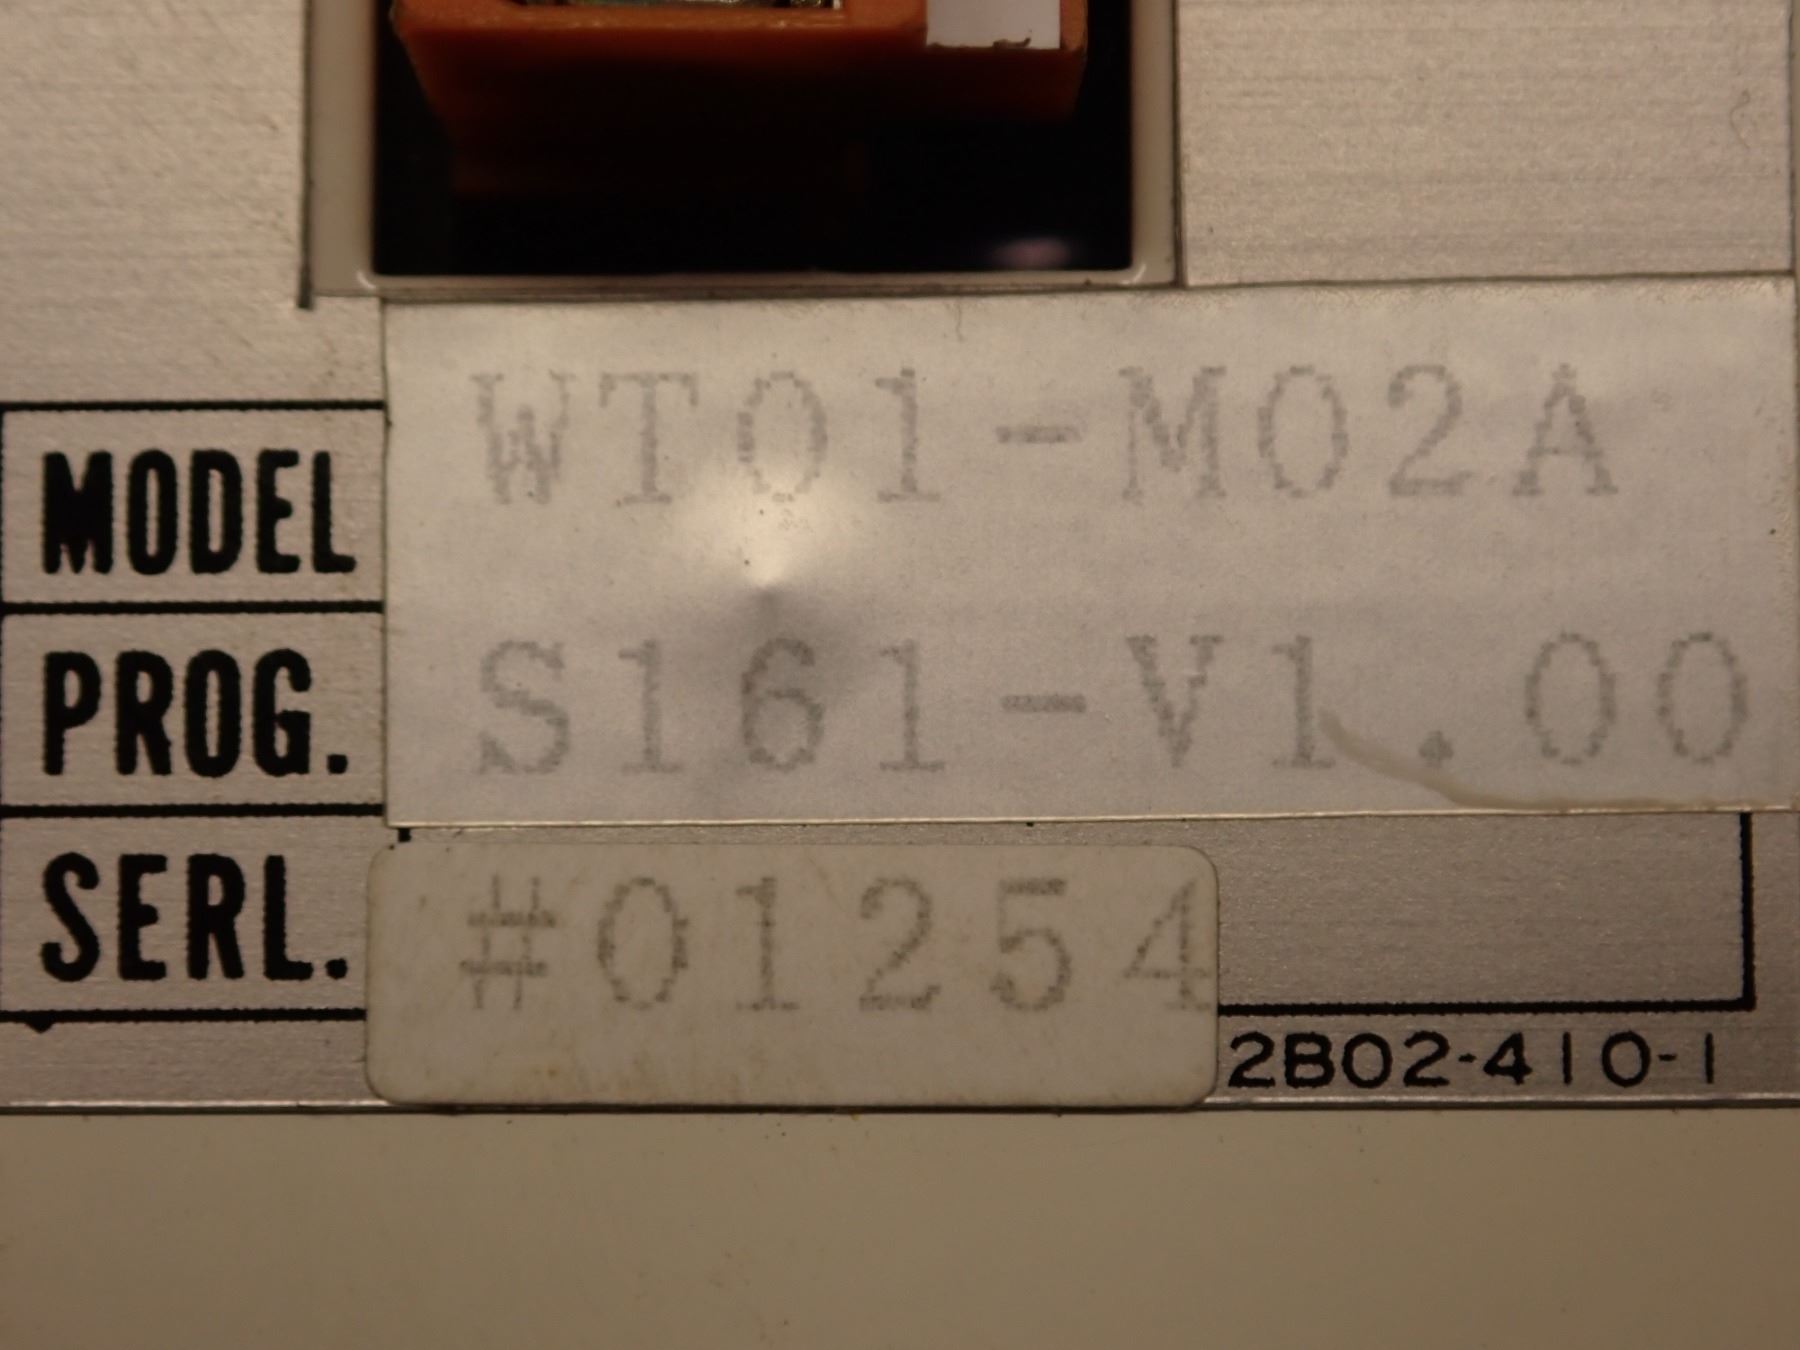 MODEL WT01-M02A
PROG. S161-V1.00
SERL. #01254
2B02-410-1